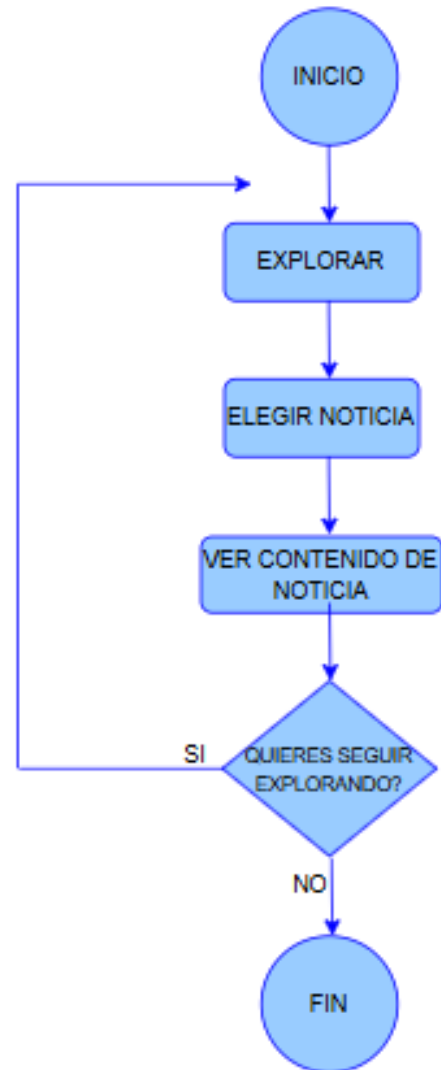 INICIO
EXPLORAR
ELEGIR NOTICIA
VER CONTENIDO DE
NOTICIA
SI
QUIERES SEGUIR
EXPLORANDO?
NO
FIN